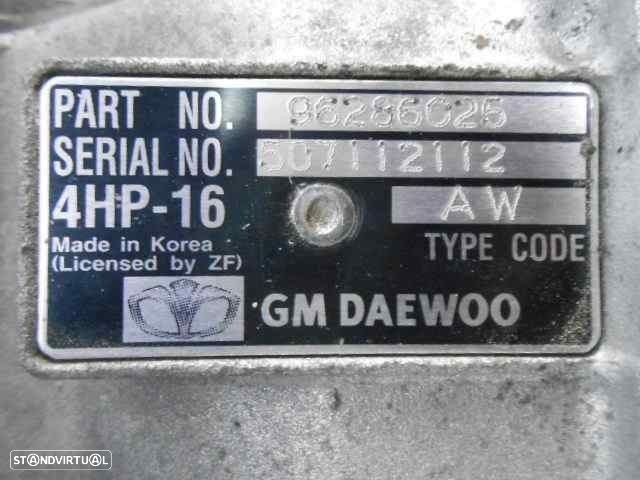 PART NO. 96286026
SERIAL NO. 507112112
4HP-16 AW
Made in Korea TYPE CODE
(Licensed by ZF)
GM DAEWOO
STANDVIRTUAL